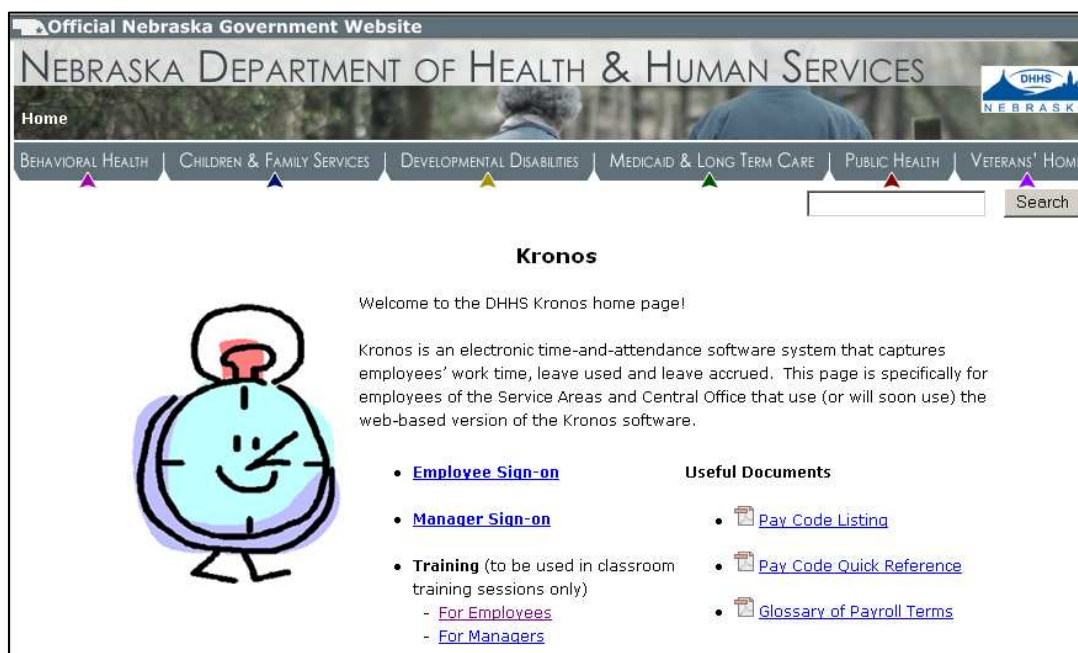 Official Nebraska Government Website
NEBRASKA DEPARTMENT OF HEALTH & HUMAN SERVICES
DHHS
NEBRASK
Home
BEHAVIORAL HEALTH | CHILDREN & FAMILY SERVICES | DEVELOPMENTAL DISABILITIES | MEDICAID & LONG TERM CARE | PUBLIC HEALTH | VETERANS' HOM
Search
Kronos
Welcome to the DHHS Kronos home page!
Kronos is an electronic time-and-attendance software system that captures
employees' work time, leave used and leave accrued. This page is specifically for
employees of the Service Areas and Central Office that use (or will soon use) the
web-based version of the Kronos software.
• Employee Sign-on
• Manager Sign-on
• Training (to be used in classroom
training sessions only)
- For Employees
- For Managers
Useful Documents
• Pay Code Listing
• Pay Code Quick Reference
• Glossary of Payroll Terms